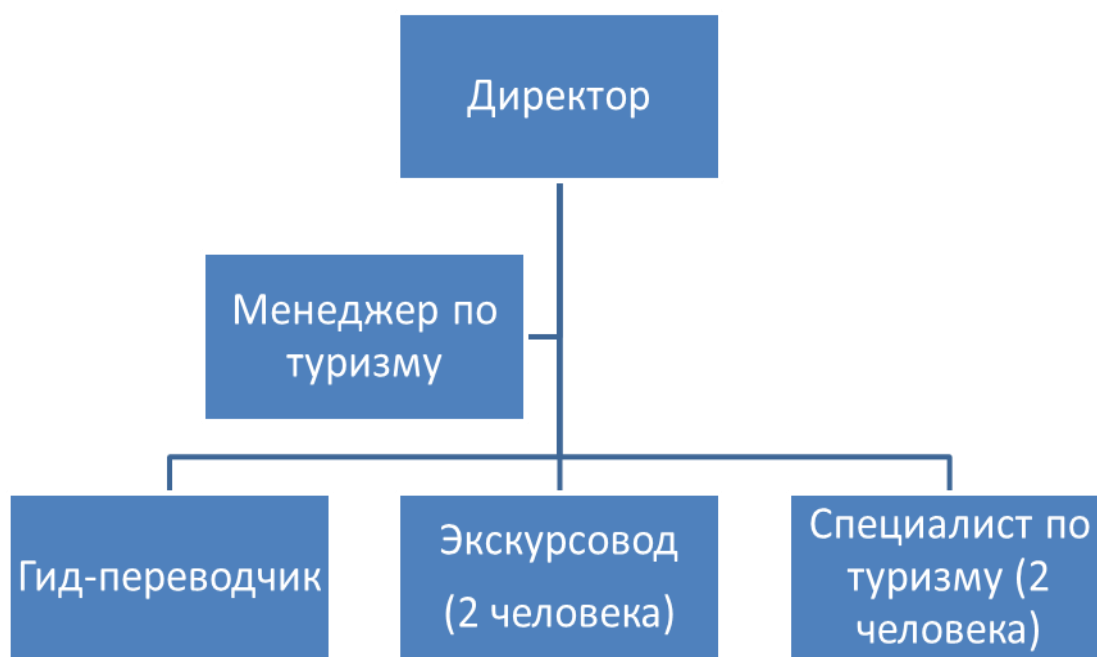 Директор
Менеджер по
туризму
Гид-переводчик
Экскурсовод
(2 человека)
Специалист по
туризму (2
человека)